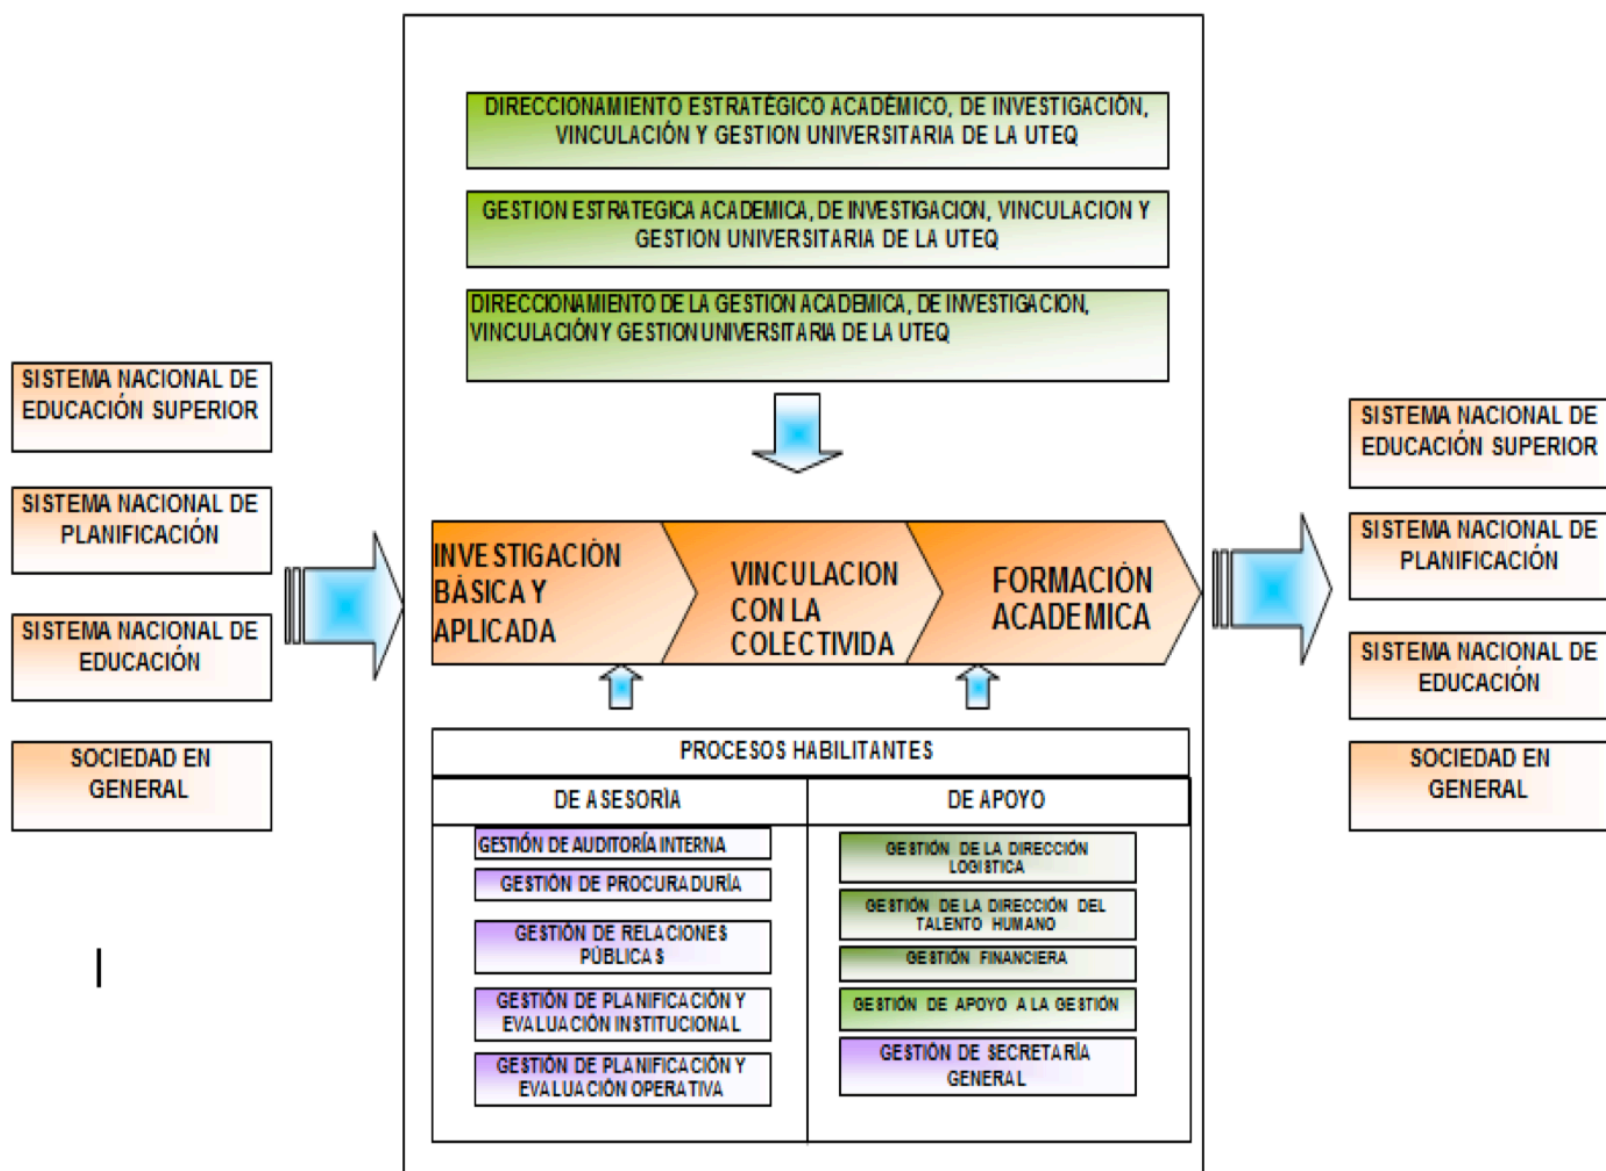 DIRECCIONAMIENTO ESTRATÉGICO ACADÉMICO, DE INVESTIGACIÓN,
VINCULACIÓN Y GESTION UNIVERSITARIA DE LA UTEQ
GESTION ESTRATEGICA ACADEMICA, DE INVESTIGACION, VINCULACION Y
GESTION UNIVERSITARIA DE LA UTEQ
DIRECCIONAMIENTO DE LA GESTION ACADEMICA, DE INVESTIGACION,
VINCULACIÓN Y GESTION UNIVERSITARIA DE LA UTEQ
SISTEMA NACIONAL DE
EDUCACIÓN SUPERIOR
SISTEMA NACIONAL DE
PLANIFICACIÓN
SISTEMA NACIONAL DE
EDUCACIÓN
SOCIEDAD EN
GENERAL
INVESTIGACIÓN
BÁSICA Y
APLICADA
VINCULACION
CON LA
COLECTIVIDA
FORMACIÓN
ACADEMICA
SISTEMA NACIONAL DE
EDUCACIÓN SUPERIOR
SISTEMA NACIONAL DE
PLANIFICACIÓN
SISTEMA NACIONAL DE
EDUCACIÓN
SOCIEDAD EN
GENERAL
PROCESOS HABILITANTES
DE ASESORÌA
GESTIÓN DE AUDITORÍA INTERNA
GESTIÓN DE PROCURADURÍA
GESTIÓN DE RELACIONES
PÚBLICAS
GESTIÓN DE PLANIFICACIÓN Y
EVALUACIÓN INSTITUCIONAL
GESTIÓN DE PLANIFICACIÓN Y
EVALUACIÓN OPERATIVA
DE APOYO
GESTIÓN DE LA DIRECCIÓN
LOGISTICA
GESTIÓN DE LA DIRECCIÓN DEL
TALENTO HUMANO
GESTIÓN FINANCIERA
GESTIÓN DE APOYO A LA GESTIÓN
GESTIÓN DE SECRETARÍA
GENERAL